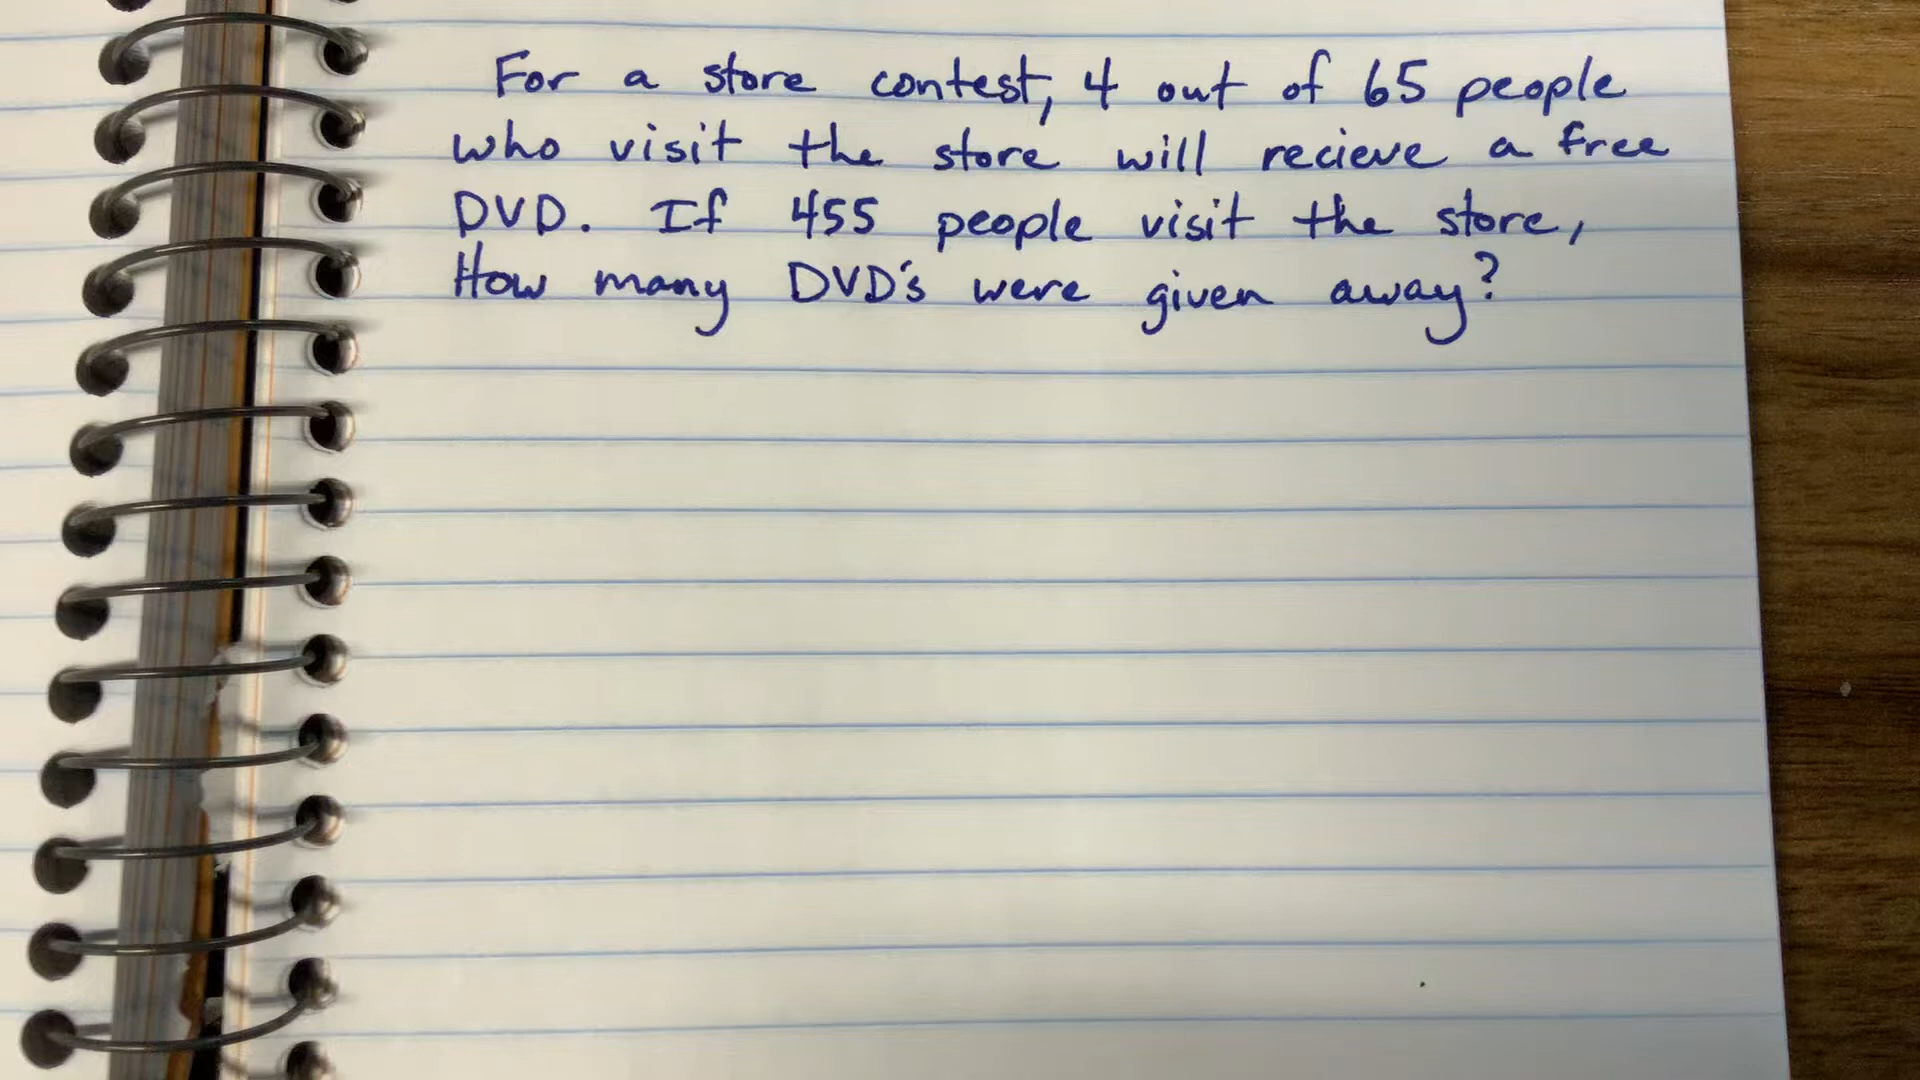 For a store contest, 4 out of 65 people
who visit the store will recieve a free
DVD. If 455 people visit the store,
How many DVD's were given away?